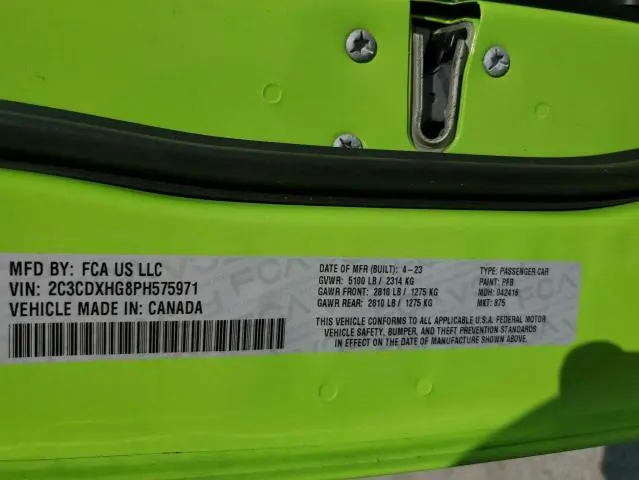 MFD BY: FCA US LLC
VIN: 2C3CDXHG8PH575971
VEHICLE MADE IN: CANADA
DATE OF MFR (BUILT): 4-23
GVWR: 5100 LB / 2314 KG
GAWR FRONT: 2810 LB / 1275 KG
GAWR REAR: 2810 LB / 1275 KG
TYPE: PASSENGER CAR
PAINT: PFB
MDH: 042416
MKT: 875
THIS VEHICLE CONFORMS TO ALL APPLICABLE U.S.A. FEDERAL MOTOR
VEHICLE SAFETY, BUMPER, AND THEFT PREVENTION STANDARDS
IN EFFECT ON THE DATE OF MANUFACTURE SHOWN ABOVE.